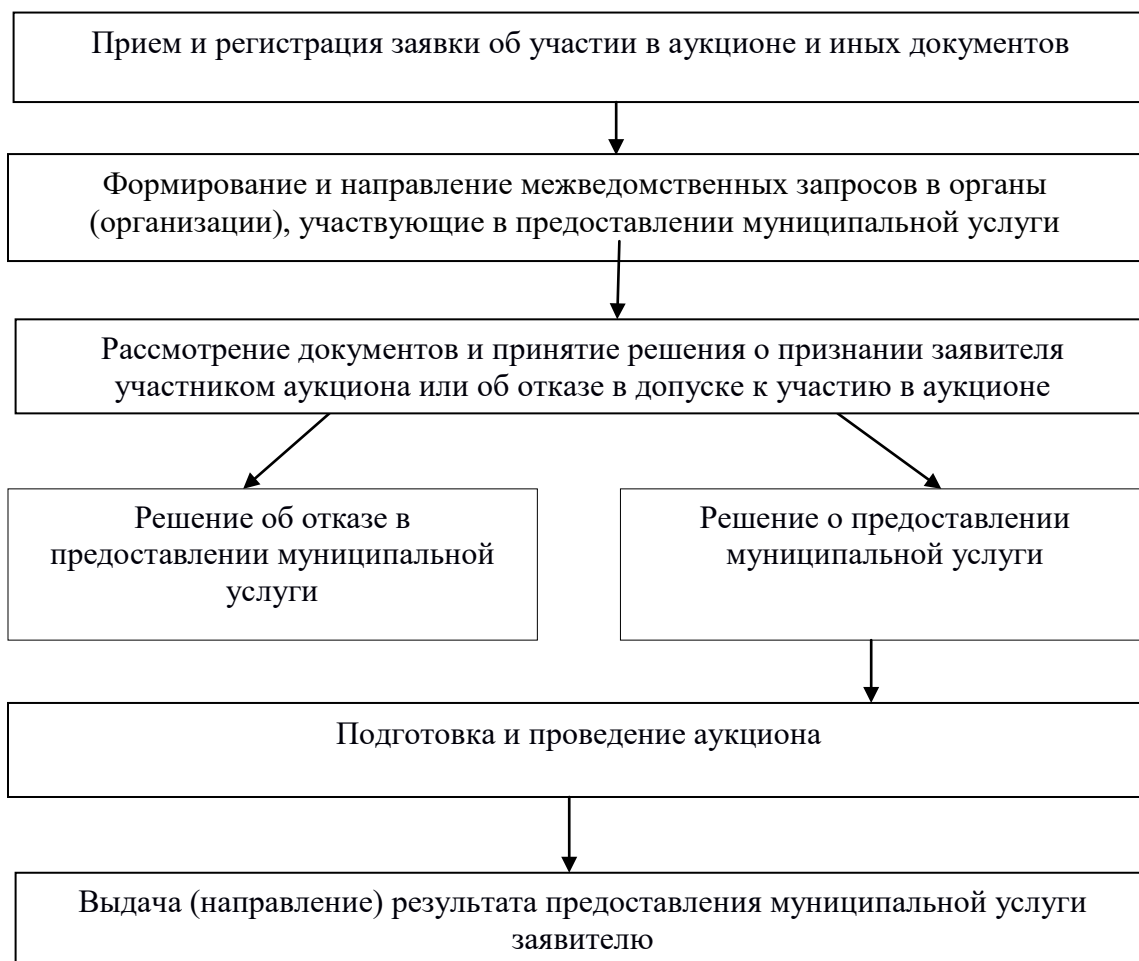 Прием и регистрация заявки об участии в аукционе и иных документов
Формирование и направление межведомственных запросов в органы
(организации), участвующие в предоставлении муниципальной услуги
Рассмотрение документов и принятие решения о признании заявителя
участником аукциона или об отказе в допуске к участию в аукционе
Решение об отказе в
предоставлении муниципальной
услуги
Решение о предоставлении
муниципальной услуги
Подготовка и проведение аукциона
Выдача (направление) результата предоставления муниципальной услуги
заявителю